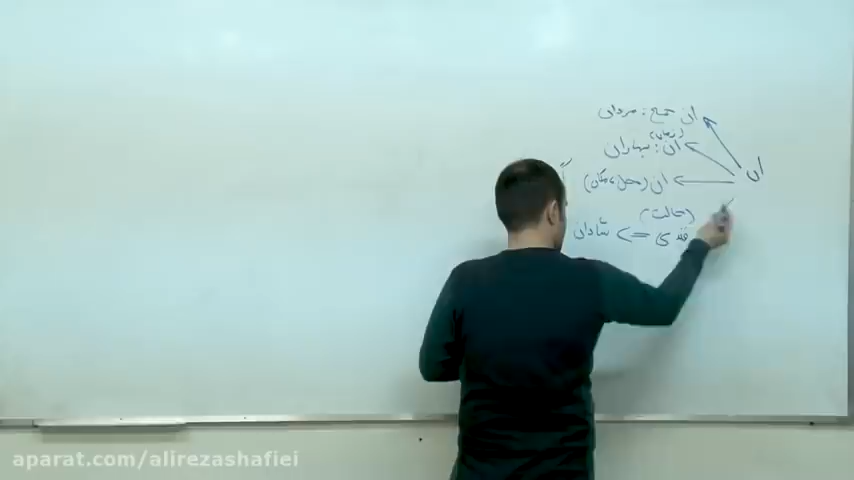 ان
ان جمع : مردان
(زمان)
ان : بهاران
ان (محل، مکان)
(حالت)
شادان
aparat.com/alirezashafiei